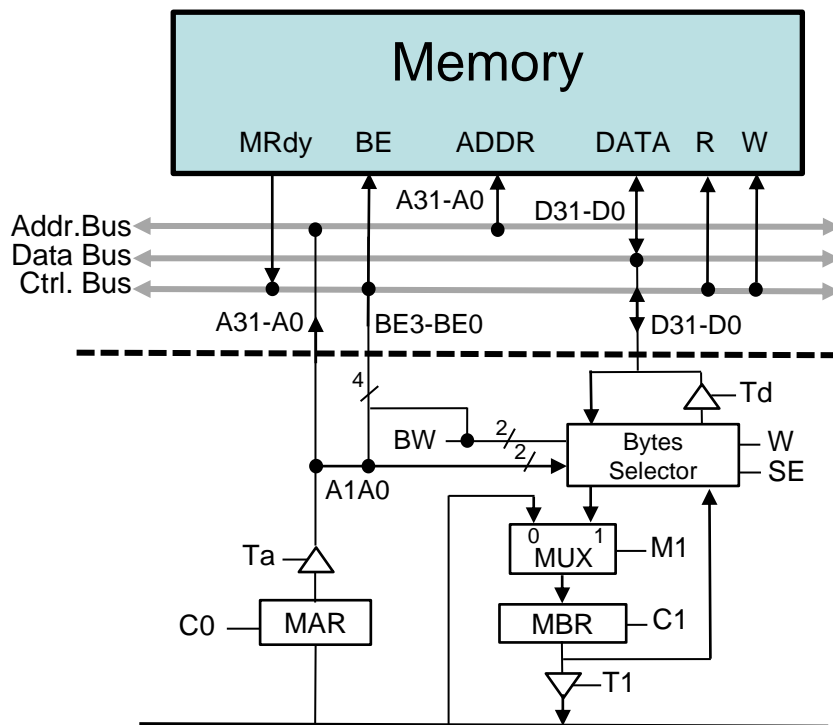 Memory
MRdy BE ADDR DATA R W
A31-A0 D31-D0
Addr.Bus
Data Bus
Ctrl. Bus
A31-A0 BE3-BE0 D31-D0
4
Td
BW 2 2
Bytes
Selector
W
SE
A1A0
0 1
MUX
M1
Ta
C0 MAR
MBR C1
T1